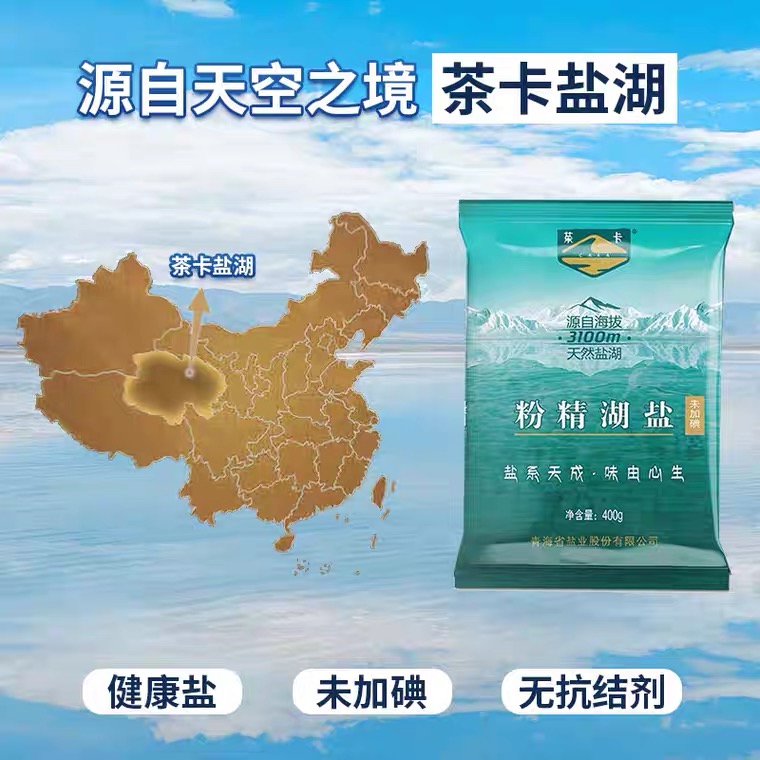 源自天空之境 茶卡盐湖
茶卡盐湖
茶卡
CAKA
源自海拔
3100m
天然盐湖
粉精湖盐
未加碘
盐系天成·味由心生
净含量：400g
青海省盐业股份有限公司
健康盐
未加碘
无抗结剂